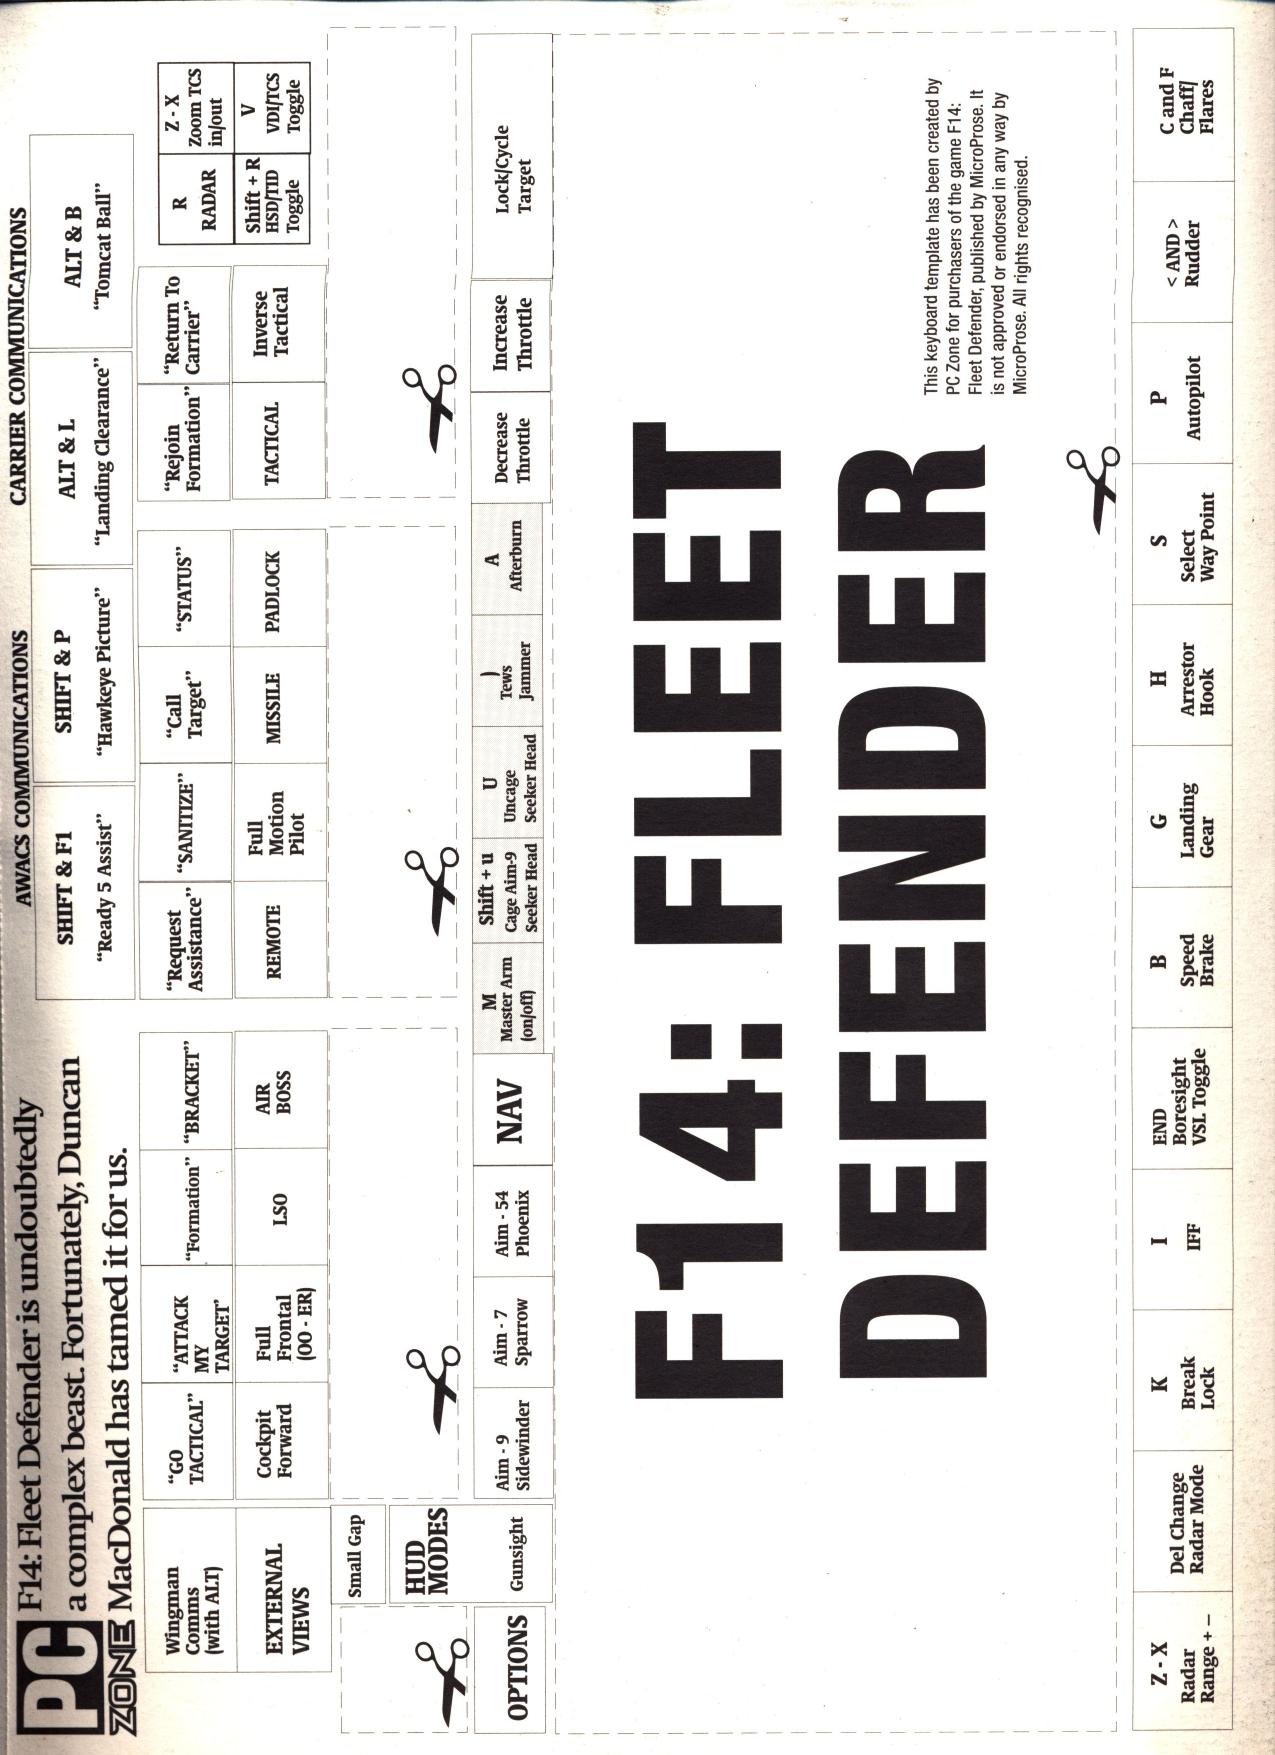 PC
ZONE
F14: Fleet Defender is undoubtedly
a complex beast. Fortunately, Duncan
MacDonald has tamed it for us.
AWACS COMMUNICATIONS
CARRIER COMMUNICATIONS
SHIFT & F1
“Ready 5 Assist”
SHIFT & P
“Hawkeye Picture”
ALT & L
“Landing Clearance”
ALT & B
“Tomcat Ball”
Wingman
Comms
(with ALT)
“GO
TACTICAL”
“ATTACK
MY
TARGET’
“Formation”
“BRACKET”
“Request
Assistance”
“SANITIZE”
“Call
Target”
“STATUS”
“Rejoin
Formation”
“Return To
Carrier”
R
RADAR
Z - X
Zoom TCS
in/out
EXTERNAL
VIEWS
Cockpit
Forward
Full
Frontal
(OO - ER)
LSO
AIR
BOSS
REMOTE
Full
Motion
Pilot
MISSILE
PADLOCK
TACTICAL
Inverse
Tactical
Shift + R
HSD/TID
Toggle
V
VDI/TCS
Toggle
Small Gap
HUD
MODES
OPTIONS
Gunsight
Aim - 9
Sidewinder
Aim - 7
Sparrow
Aim - 54
Phoenix
NAV
M
Master Arm
(on/off)
Shift + u
Cage Aim-9
Seeker Head
U
Uncage
Seeker Head
)
Tews
Jammer
A
Afterburn
Decrease
Throttle
Increase
Throttle
Lock/Cycle
Target
F14: FLEET
DEFENDER
This keyboard template has been created by
PC Zone for purchasers of the game F14:
Fleet Defender, published by MicroProse. It
is not approved or endorsed in any way by
MicroProse. All rights recognised.
Z - X
Radar
Range + –
Del Change
Radar Mode
K
Break
Lock
I
IFF
END
Boresight
VSL Toggle
B
Speed
Brake
G
Landing
Gear
H
Arrestor
Hook
S
Select
Way Point
P
Autopilot
< AND >
Rudder
C and F
Chaff/
Flares